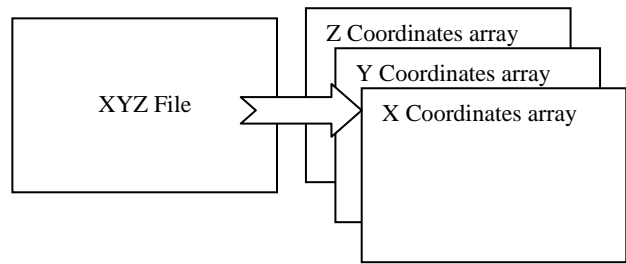 Z Coordinates array
Y Coordinates array
XYZ File
X Coordinates array